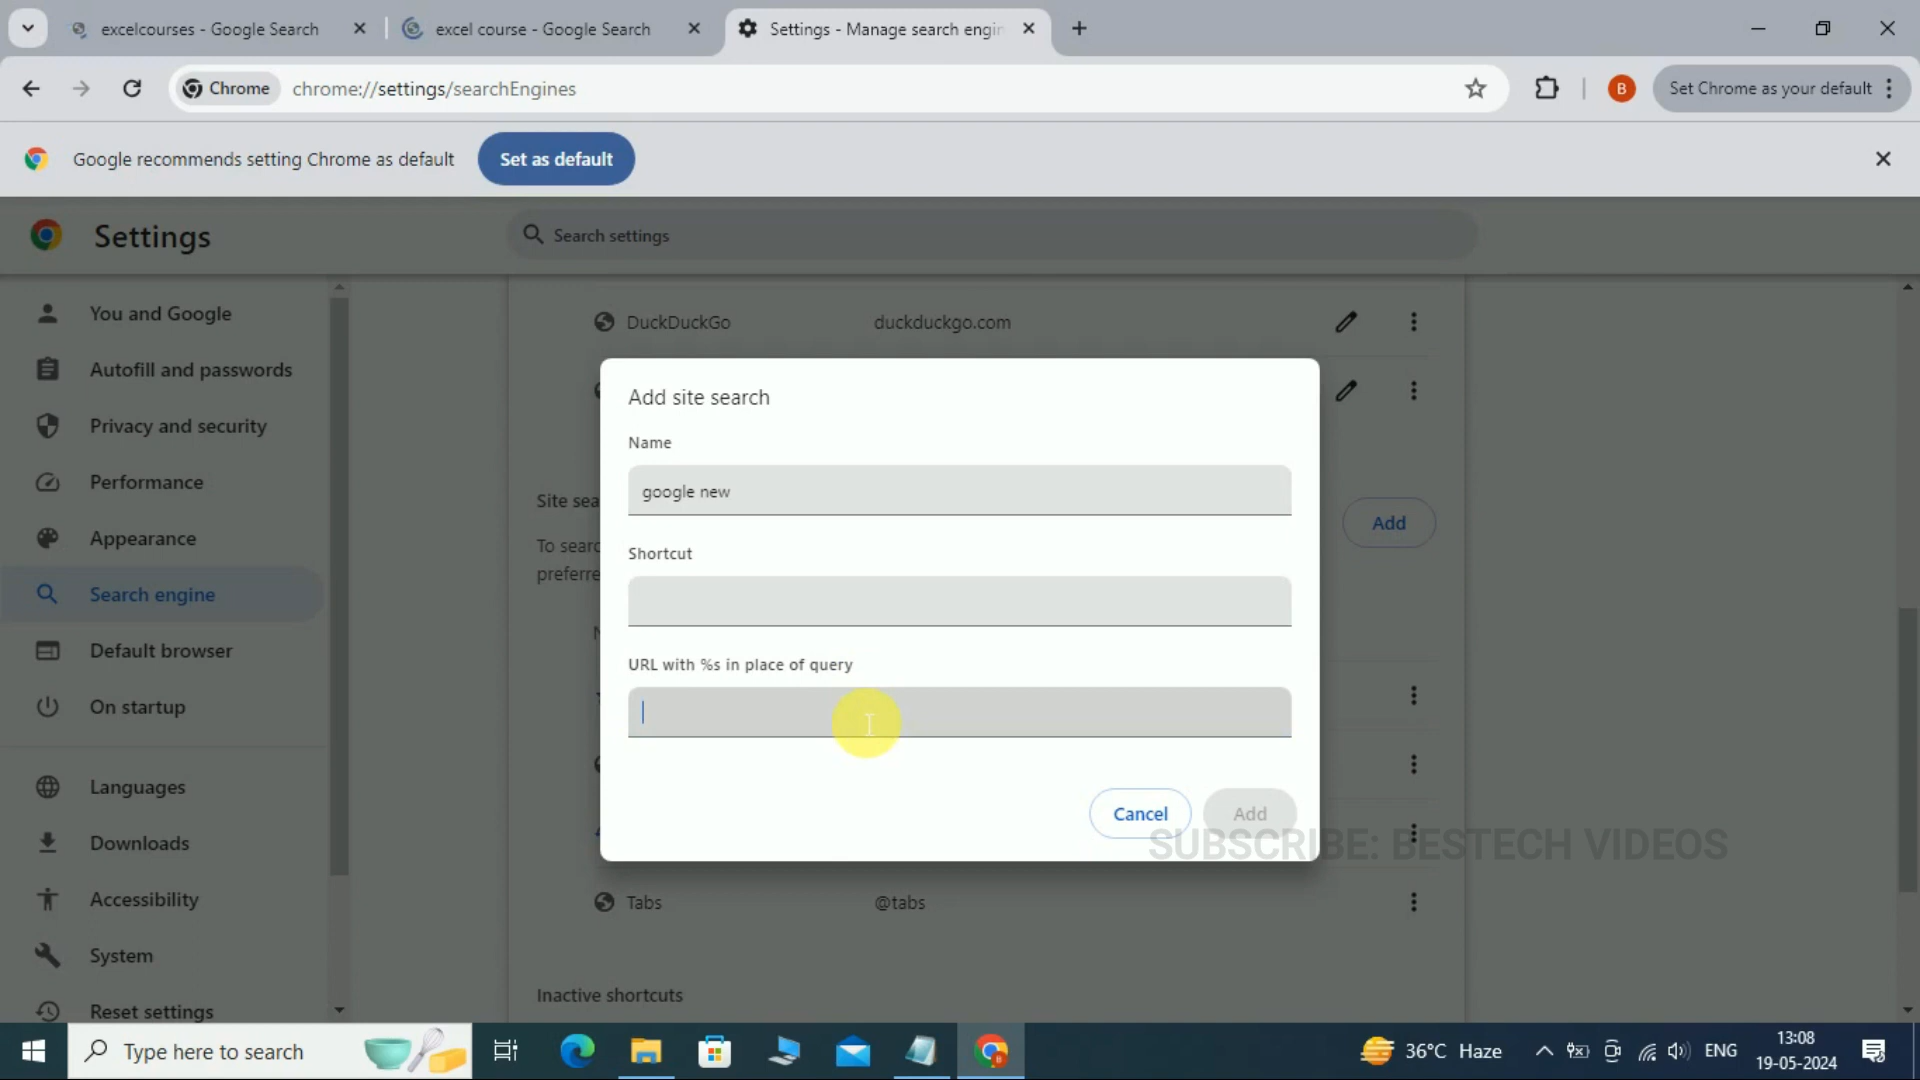 excelcourses - Google Search
excel course - Google Search
Settings - Manage search engin
Chrome
chrome://settings/searchEngines
B
Set Chrome as your default
Google recommends setting Chrome as default
Set as default
Settings
Search settings
You and Google
Autofill and passwords
Privacy and security
Performance
Appearance
Search engine
Default browser
On startup
Languages
Downloads
Accessibility
System
Reset settings
DuckDuckGo
duckduckgo.com
Site sea
To searc
preferre
Add
Add site search
Name
google new
Shortcut
URL with %s in place of query
Cancel
Add
SUBSCRIBE: BESTECH VIDEOS
Tabs
@tabs
Inactive shortcuts
Type here to search
36°C Haze
ENG
13:08
19-05-2024